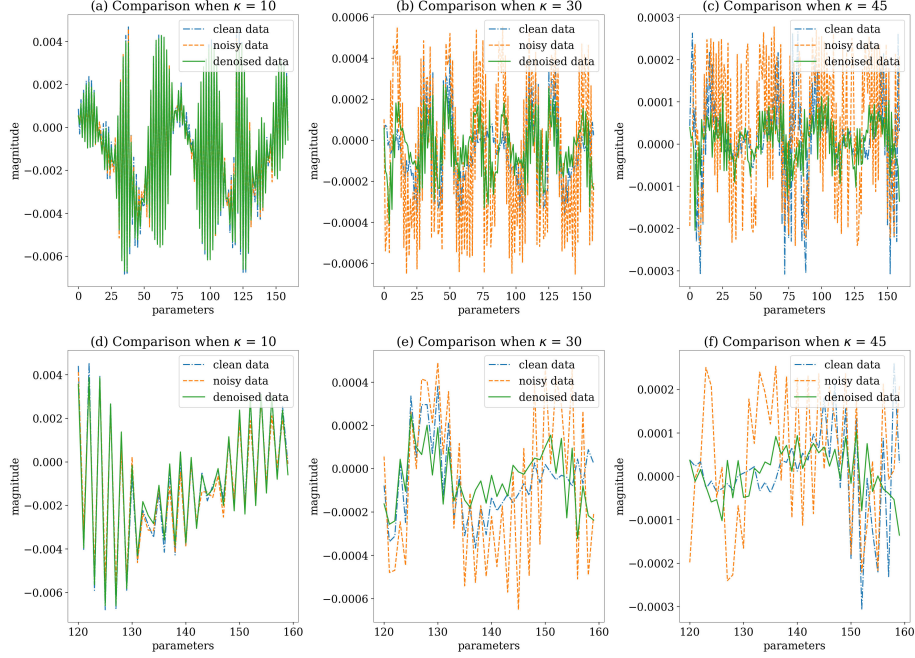 (a) Comparison when κ = 10
clean data
noisy data
denoised data
0.004
0.002
0.000
−0.002
−0.004
−0.006
magnitude
0
25
50
75
100
125
150
parameters
(b) Comparison when κ = 30
clean data
noisy data
denoised data
0.0006
0.0004
0.0002
0.0000
−0.0002
−0.0004
−0.0006
magnitude
0
25
50
75
100
125
150
parameters
(c) Comparison when κ = 45
clean data
noisy data
denoised data
0.0003
0.0002
0.0001
0.0000
−0.0001
−0.0002
−0.0003
magnitude
0
25
50
75
100
125
150
parameters
(d) Comparison when κ = 10
clean data
noisy data
denoised data
0.004
0.002
0.000
−0.002
−0.004
−0.006
magnitude
120
130
140
150
160
parameters
(e) Comparison when κ = 30
clean data
noisy data
denoised data
0.0004
0.0002
0.0000
−0.0002
−0.0004
−0.0006
magnitude
120
130
140
150
160
parameters
(f) Comparison when κ = 45
clean data
noisy data
denoised data
0.0002
0.0001
0.0000
−0.0001
−0.0002
−0.0003
magnitude
120
130
140
150
160
parameters